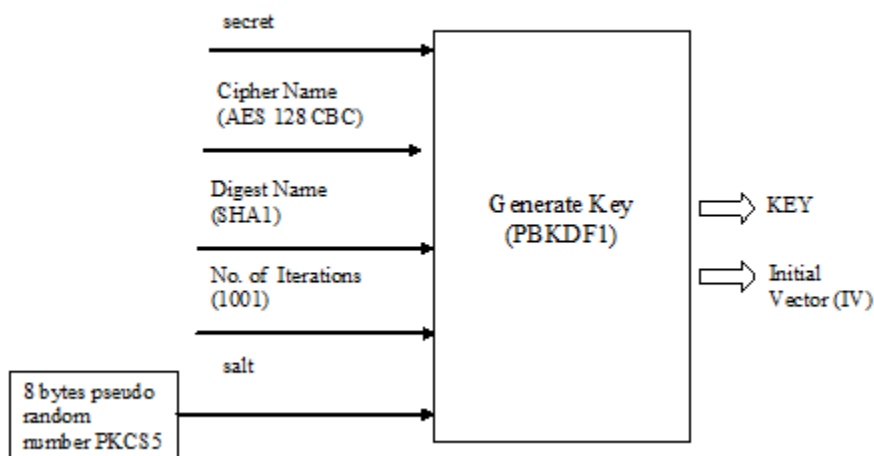 secret
Cipher Name
(AES 128 CBC)
Digest Name
(SHA1)
No. of Iterations
(1001)
salt
8 bytes pseudo
random
number PKCS5
Generate Key
(PBKDF1)
KEY
Initial
Vector (IV)